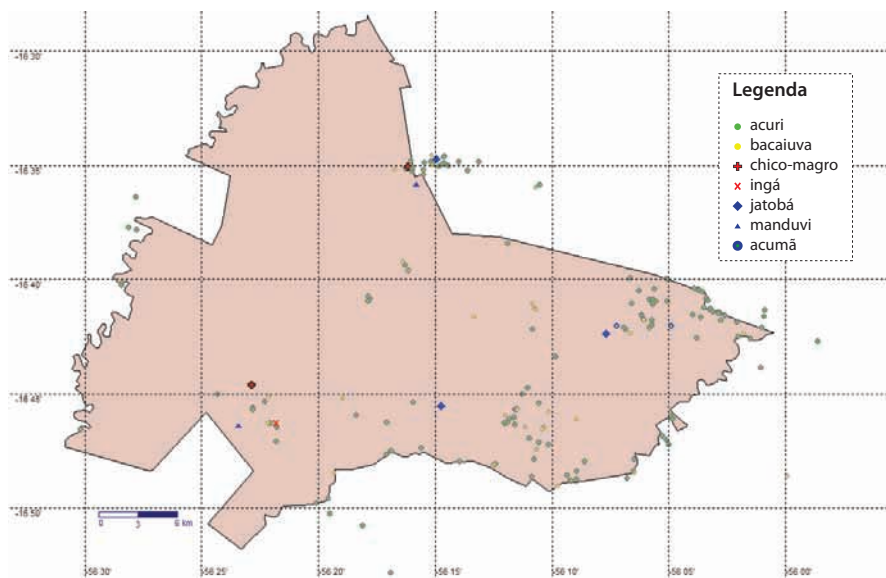 -16 30'
Legenda
acuri
bacaiuva
chico-magro
ingá
jatobá
manduvi
acumã
-16 35'
-16 40'
-16 45'
-16 50'
0 3 6 km
-56 30' -56 25' -56 20' -56 15' -56 10' -56 05' -56 00'